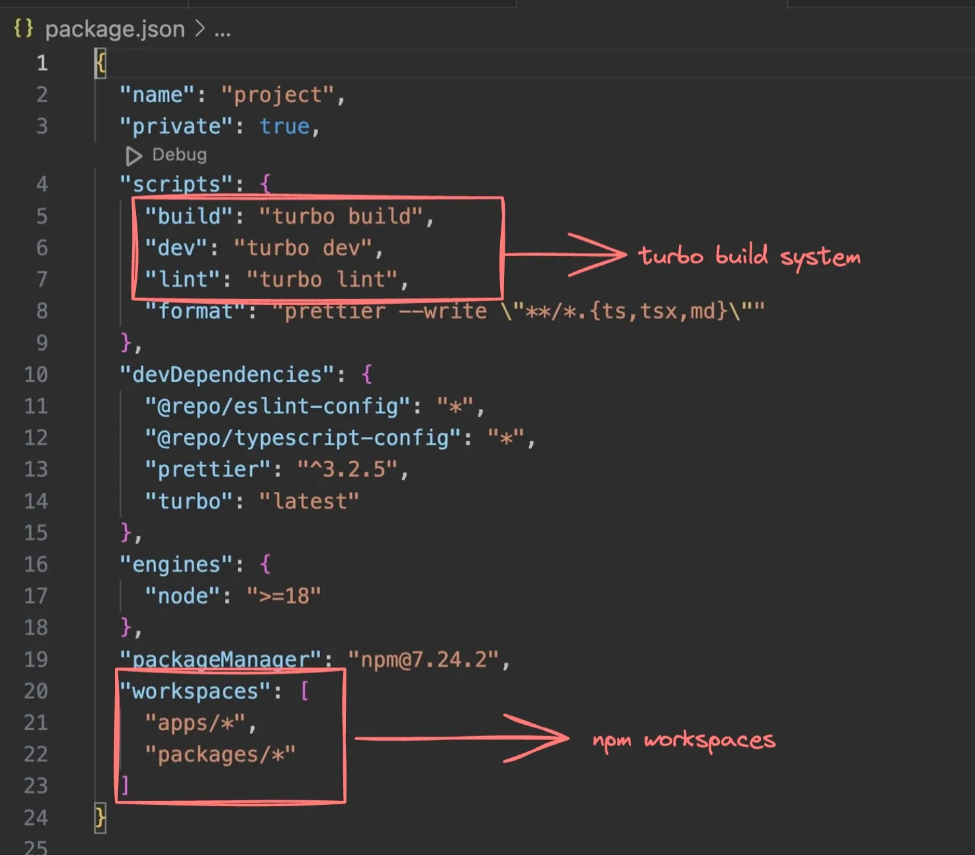 {} package.json > ...
1 {
2 "name": "project",
3 "private": true,
Debug
4 "scripts": {
5 "build": "turbo build",
6 "dev": "turbo dev",
turbo build system
7 "lint": "turbo lint",
8 "format": "prettier --write \"**/*.{ts,tsx,md}\""
9 },
10 "devDependencies": {
11 "@repo/eslint-config": "*",
12 "@repo/typescript-config": "*",
13 "prettier": "^3.2.5",
14 "turbo": "latest"
15 },
16 "engines": {
17 "node": ">=18"
18 },
19 "packageManager": "npm@7.24.2",
20 "workspaces": [
21 "apps/*",
npm workspaces
22 "packages/*"
23 ]
24 }
25